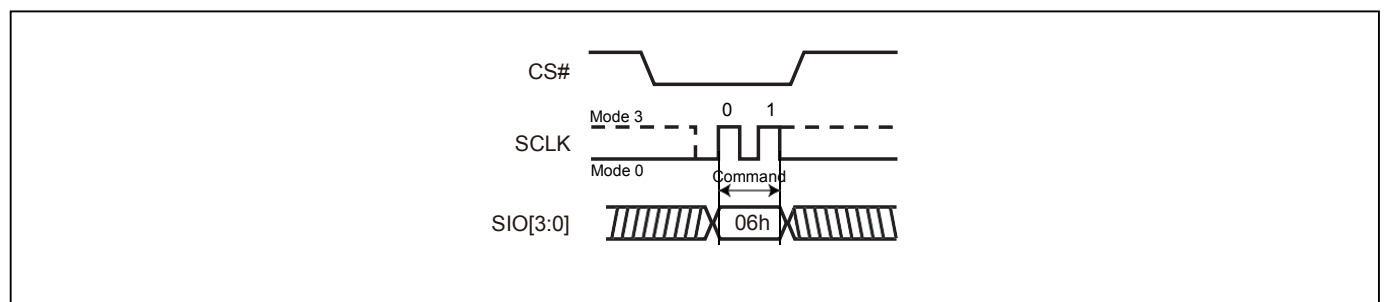 CS#
0 1
Mode 3
SCLK
Mode 0
Command
SIO[3:0]
06h